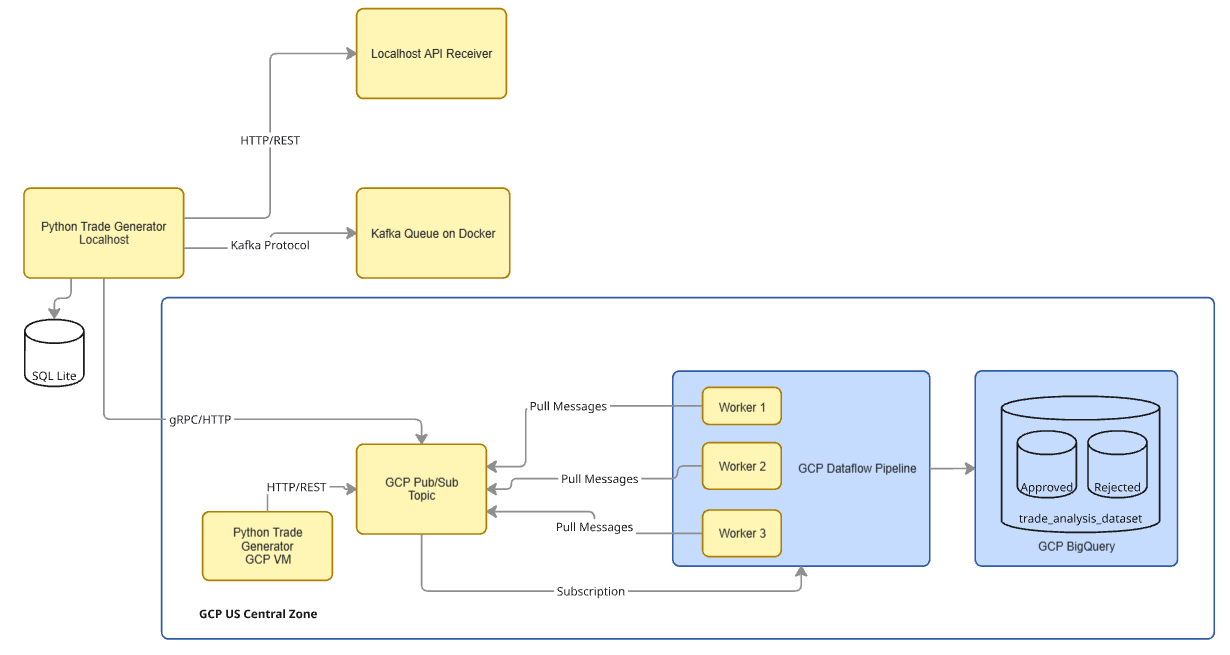 Localhost API Receiver
HTTP/REST
Python Trade Generator
Localhost
Kafka Protocol
Kafka Queue on Docker
SQL Lite
gRPC/HTTP
Pull Messages
Worker 1
GCP Pub/Sub
Topic
Pull Messages
Worker 2
GCP Dataflow Pipeline
HTTP/REST
Pull Messages
Worker 3
Approved
Rejected
trade_analysis_dataset
GCP BigQuery
Python Trade
Generator
GCP VM
Subscription
GCP US Central Zone